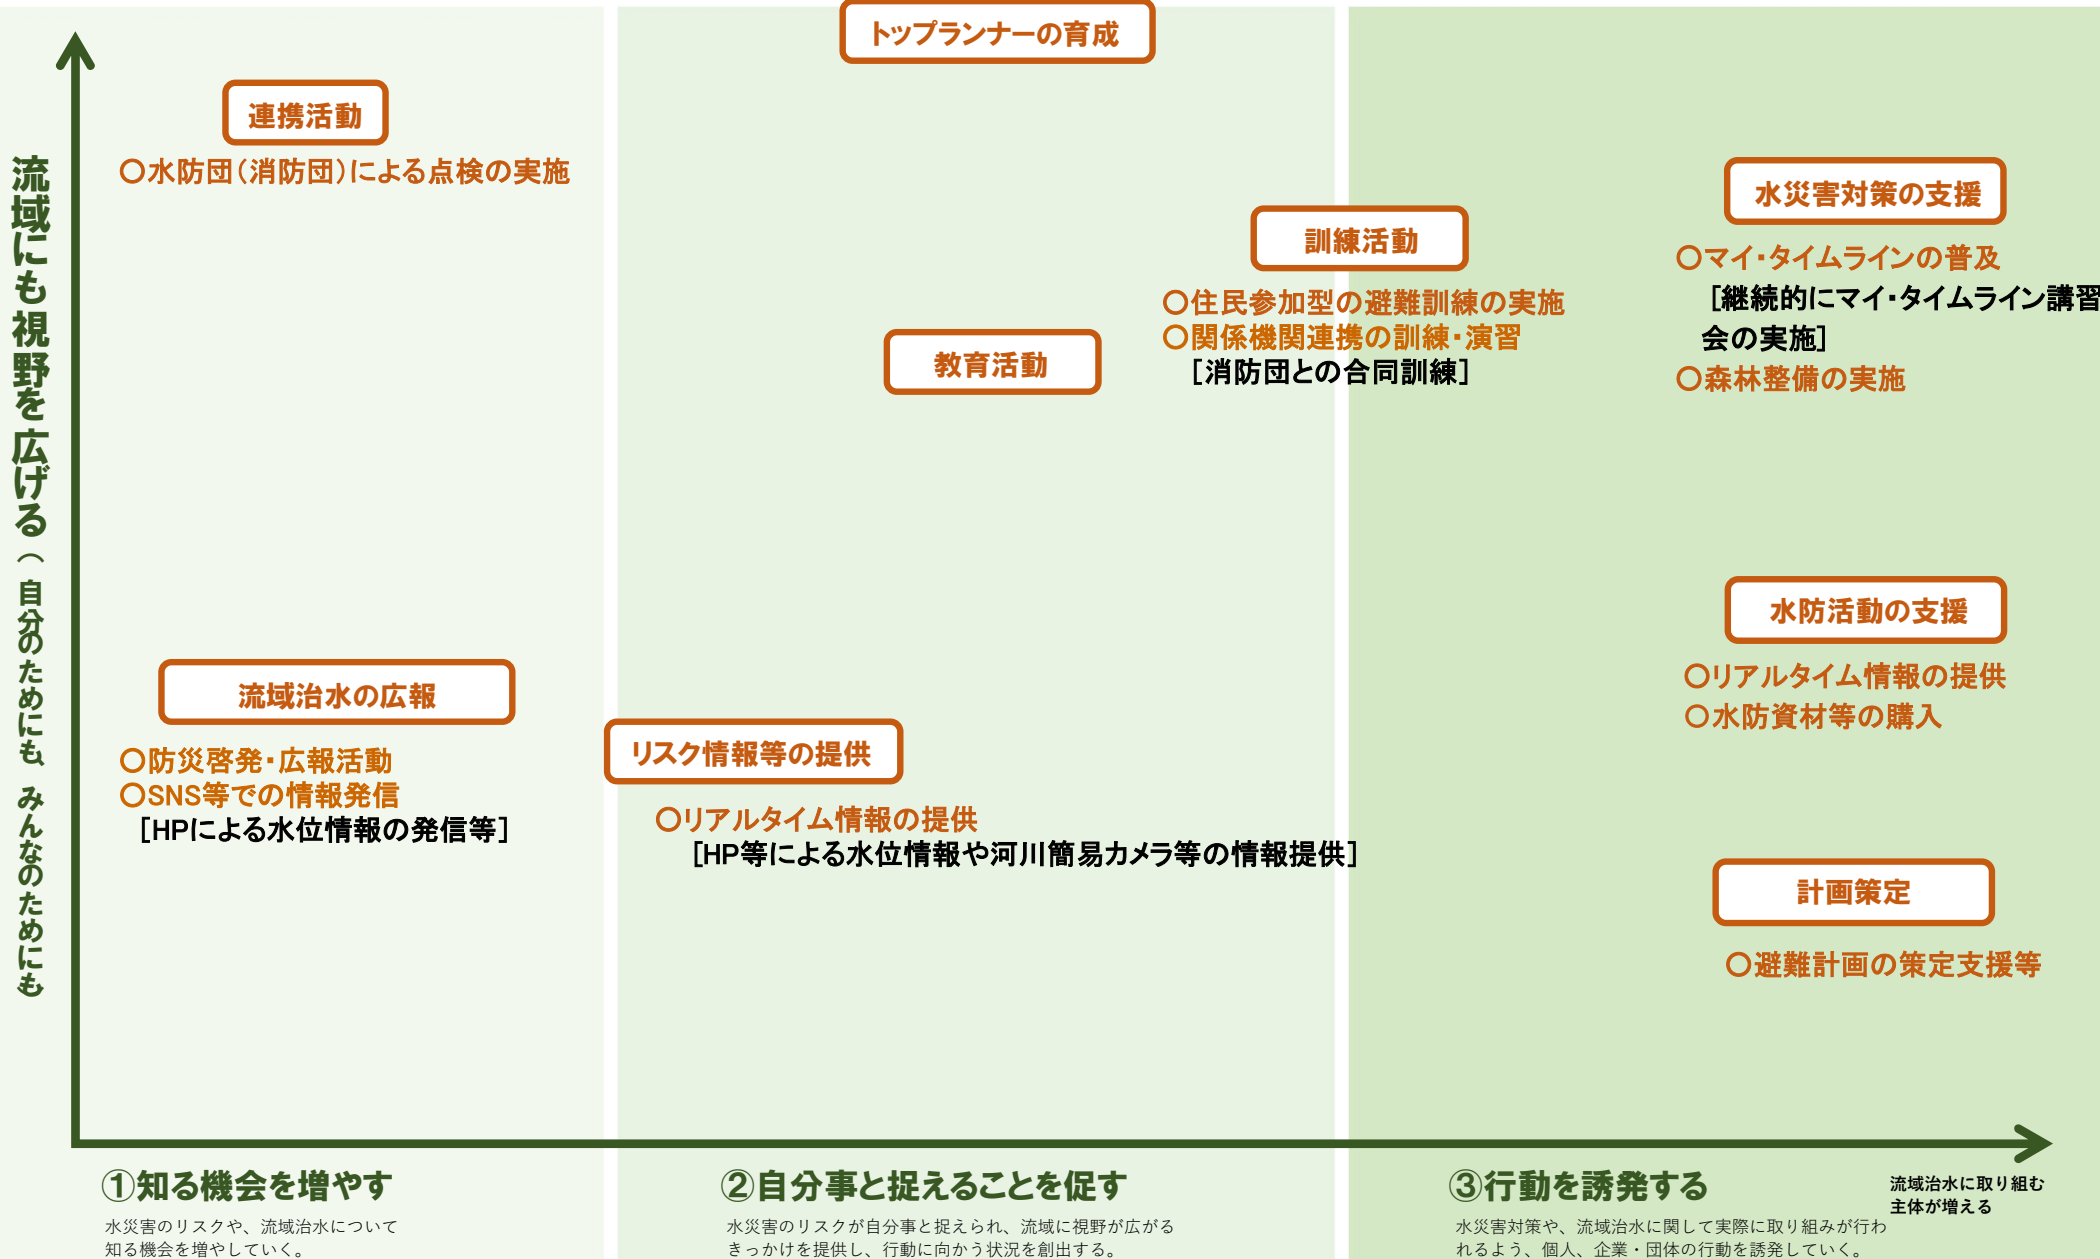 トップランナーの育成
連携活動
○水防団（消防団）による点検の実施
流域にも視野を広げる（自分のためにも、みんなのためにも
水災害対策の支援
○マイ・タイムラインの普及
［継続的にマイ・タイムライン講習
会の実施］
○森林整備の実施
訓練活動
○住民参加型の避難訓練の実施
○関係機関連携の訓練・演習
［消防団との合同訓練］
教育活動
水防活動の支援
○リアルタイム情報の提供
○水防資材等の購入
流域治水の広報
○防災啓発・広報活動
○SNS等での情報発信
［HPによる水位情報の発信等］
リスク情報等の提供
○リアルタイム情報の提供
［HP等による水位情報や河川簡易カメラ等の情報提供］
計画策定
○避難計画の策定支援等
①知る機会を増やす
水災害のリスクや、流域治水について
知る機会を増やしていく。
②自分事と捉えることを促す
水災害のリスクが自分事と捉えられ、流域に視野が広がる
きっかけを提供し、行動に向かう状況を創出する。
③行動を誘発する
水災害対策や、流域治水に関して実際に取り組みが行わ
れるよう、個人、企業・団体の行動を誘発していく。
流域治水に取り組む
主体が増える